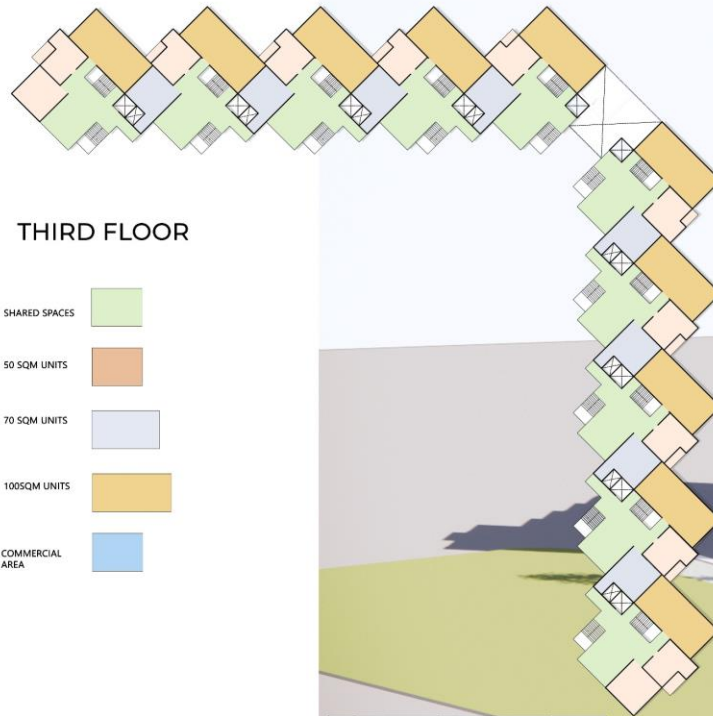 THIRD FLOOR
SHARED SPACES
50 SQM UNITS
70 SQM UNITS
100SQM UNITS
COMMERCIAL
AREA